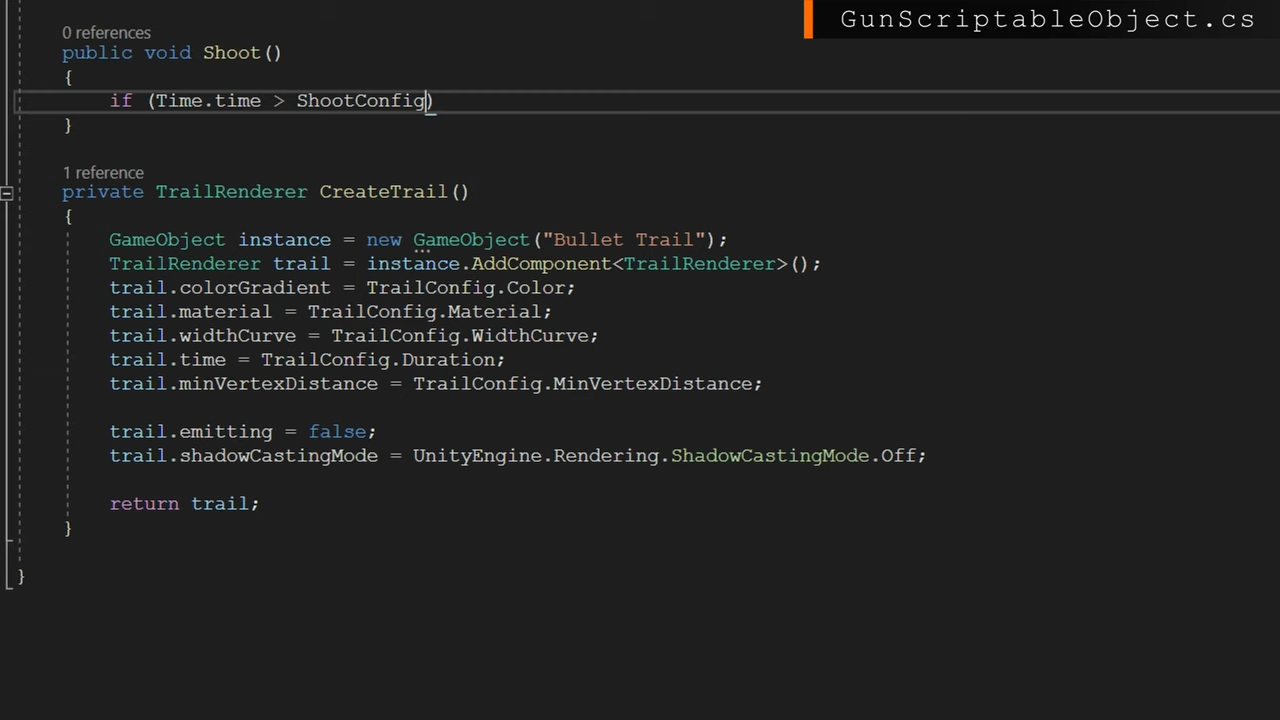 GunScriptableObject.cs
0 references
public void Shoot()
{
if (Time.time > ShootConfig)
}
1 reference
private TrailRenderer CreateTrail()
{
GameObject instance = new GameObject("Bullet Trail");
TrailRenderer trail = instance.AddComponent<TrailRenderer>();
trail.colorGradient = TrailConfig.Color;
trail.material = TrailConfig.Material;
trail.widthCurve = TrailConfig.WidthCurve;
trail.time = TrailConfig.Duration;
trail.minVertexDistance = TrailConfig.MinVertexDistance;
trail.emitting = false;
trail.shadowCastingMode = UnityEngine.Rendering.ShadowCastingMode.Off;
return trail;
}
}